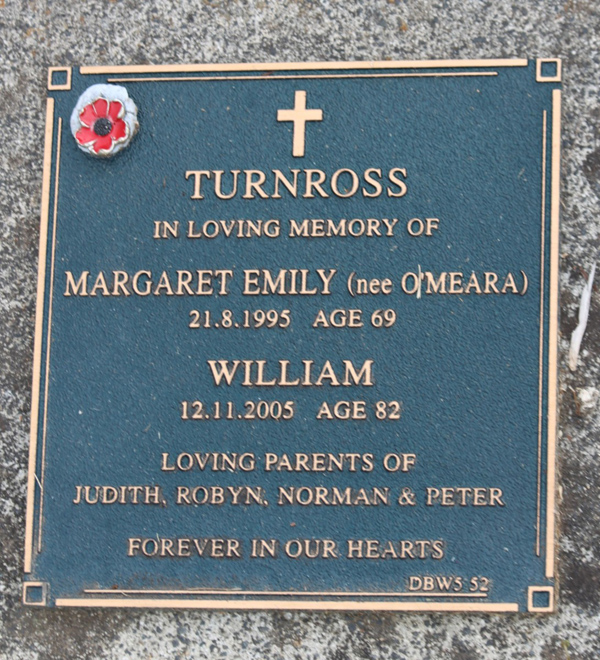 TURNROSS
IN LOVING MEMORY OF
MARGARET EMILY (nee O'MEARA)
21.8.1995 AGE 69
WILLIAM
12.11.2005 AGE 82
LOVING PARENTS OF
JUDITH, ROBYN, NORMAN & PETER
FOREVER IN OUR HEARTS
DBW5 52